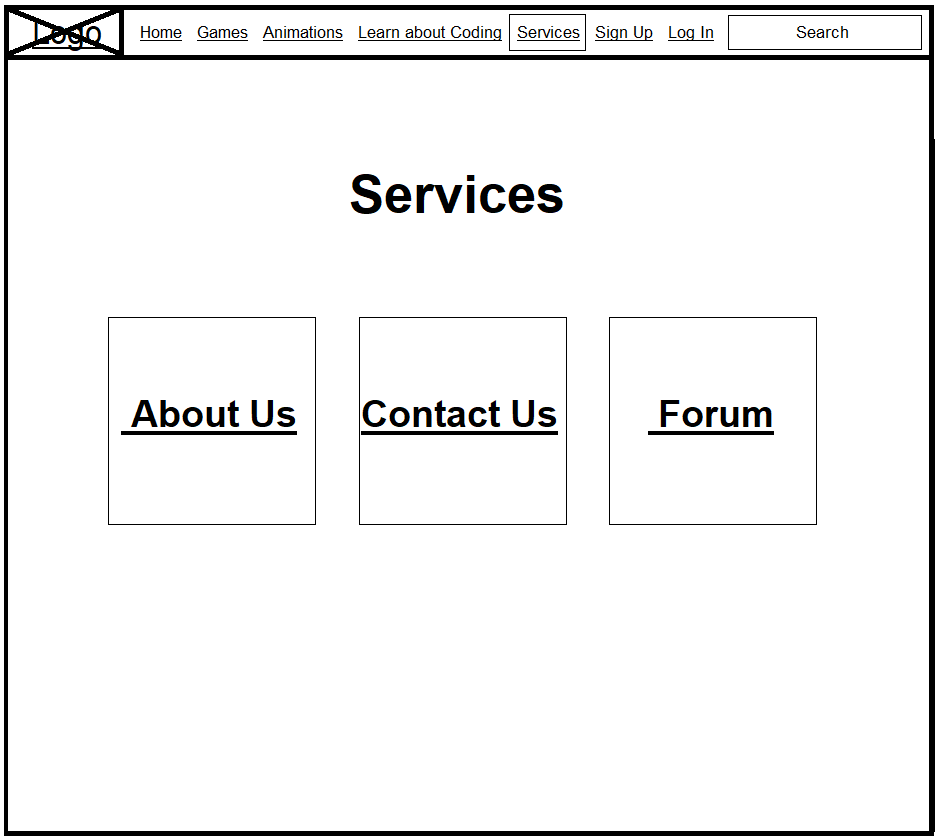 Logo Home Games Animations Learn about Coding Services Sign Up Log In Search
Services
About Us Contact Us Forum